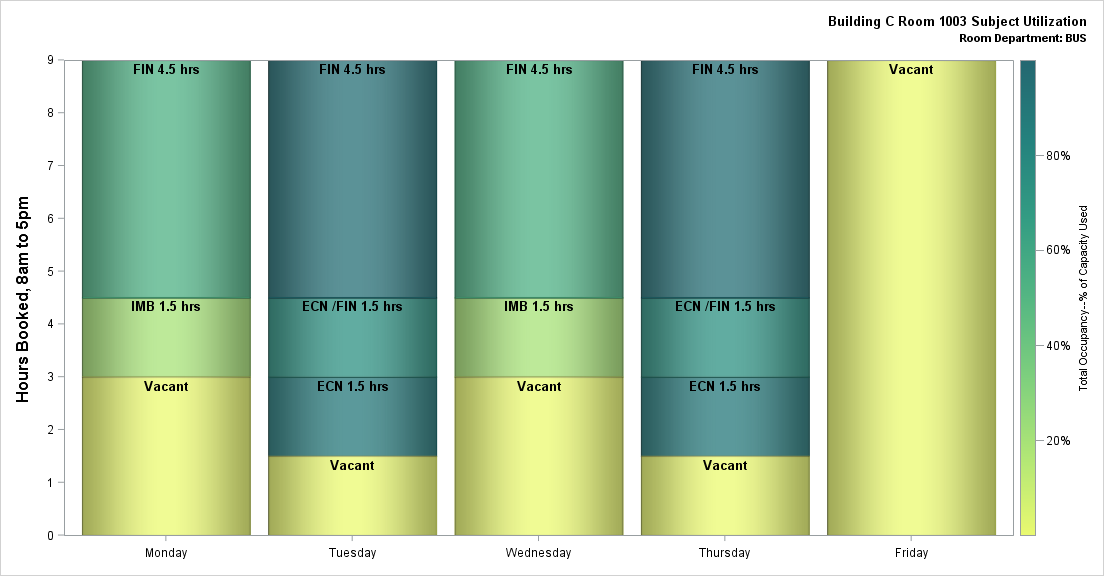 Building C Room 1003 Subject Utilization
Room Department: BUS
Hours Booked, 8am to 5pm
9
8
7
6
5
4
3
2
1
0
FIN 4.5 hrs
IMB 1.5 hrs
Vacant
FIN 4.5 hrs
ECN /FIN 1.5 hrs
ECN 1.5 hrs
Vacant
FIN 4.5 hrs
IMB 1.5 hrs
Vacant
FIN 4.5 hrs
ECN /FIN 1.5 hrs
ECN 1.5 hrs
Vacant
Vacant
Monday
Tuesday
Wednesday
Thursday
Friday
80%
60%
40%
20%
Total Occupancy--% of Capacity Used